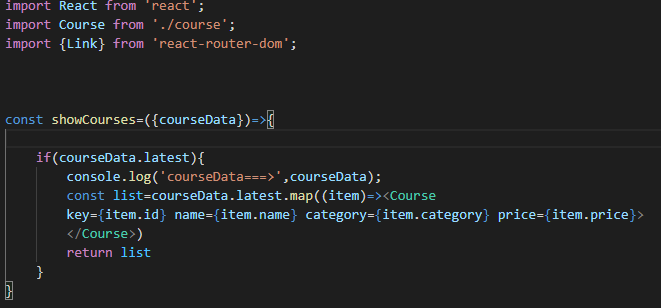 import React from 'react';
import Course from './course';
import {Link} from 'react-router-dom';
const showCourses=({courseData})=>{
if(courseData.latest){
console.log('courseData===>',courseData);
const list=courseData.latest.map((item)=><Course
key={item.id} name={item.name} category={item.category} price={item.price}>
</Course>)
return list
}
}